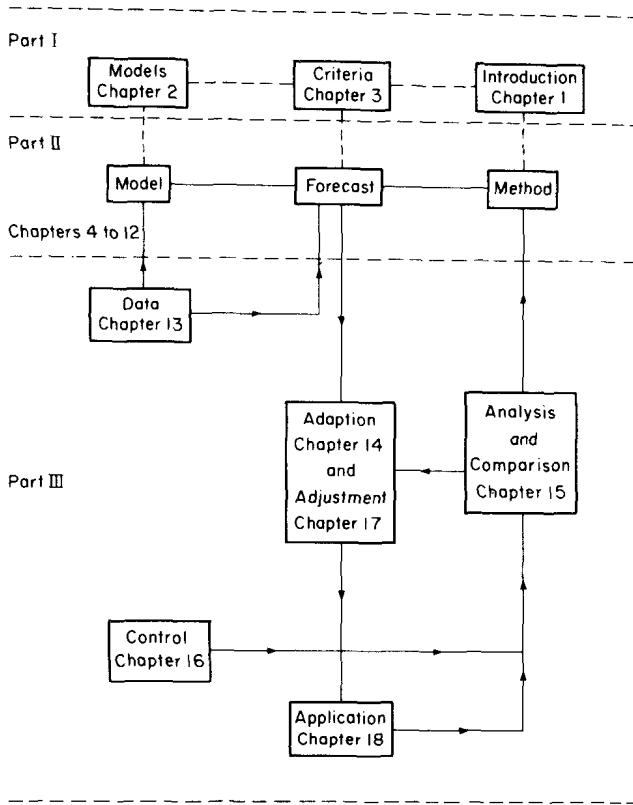 Part I
Models
Chapter 2
Criteria
Chapter 3
Introduction
Chapter 1
Part II
Model
Forecast
Method
Chapters 4 to 12
Data
Chapter 13
Part III
Adaption
Chapter 14
and
Adjustment
Chapter 17
Analysis
and
Comparison
Chapter 15
Control
Chapter 16
Application
Chapter 18